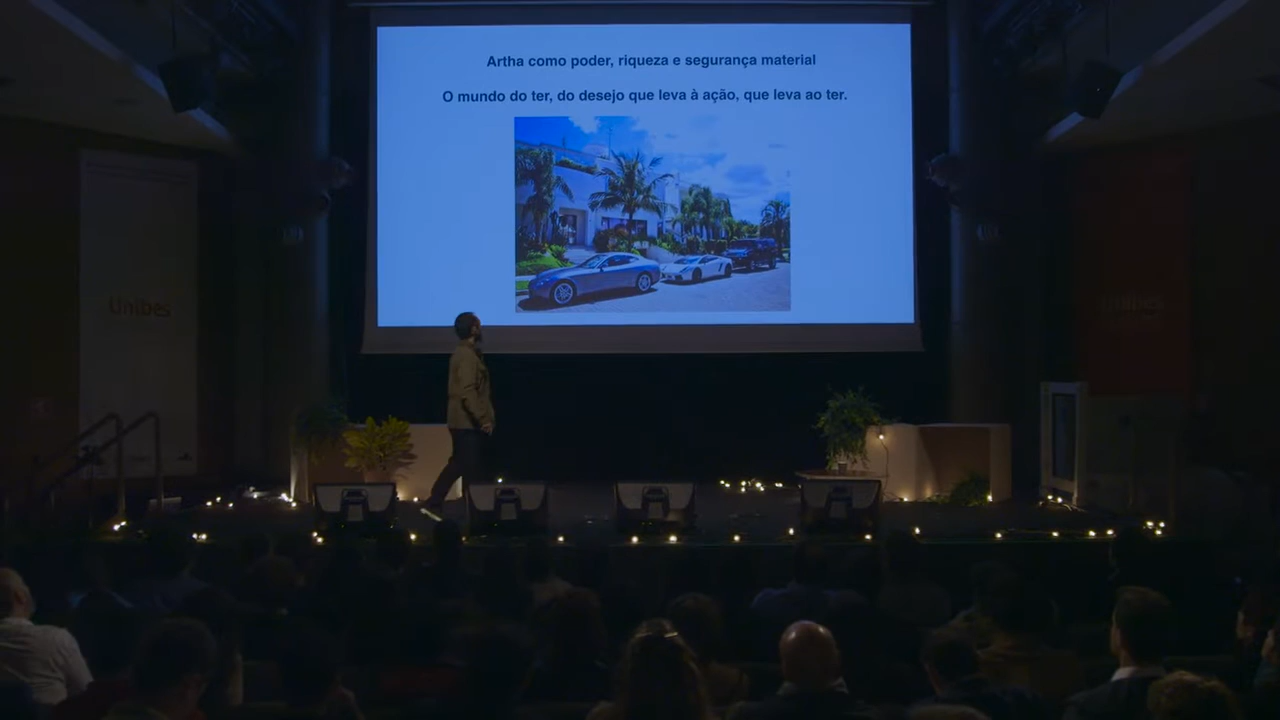 Artha como poder, riqueza e segurança material
O mundo do ter, do desejo que leva à ação, que leva ao ter.
Unibes